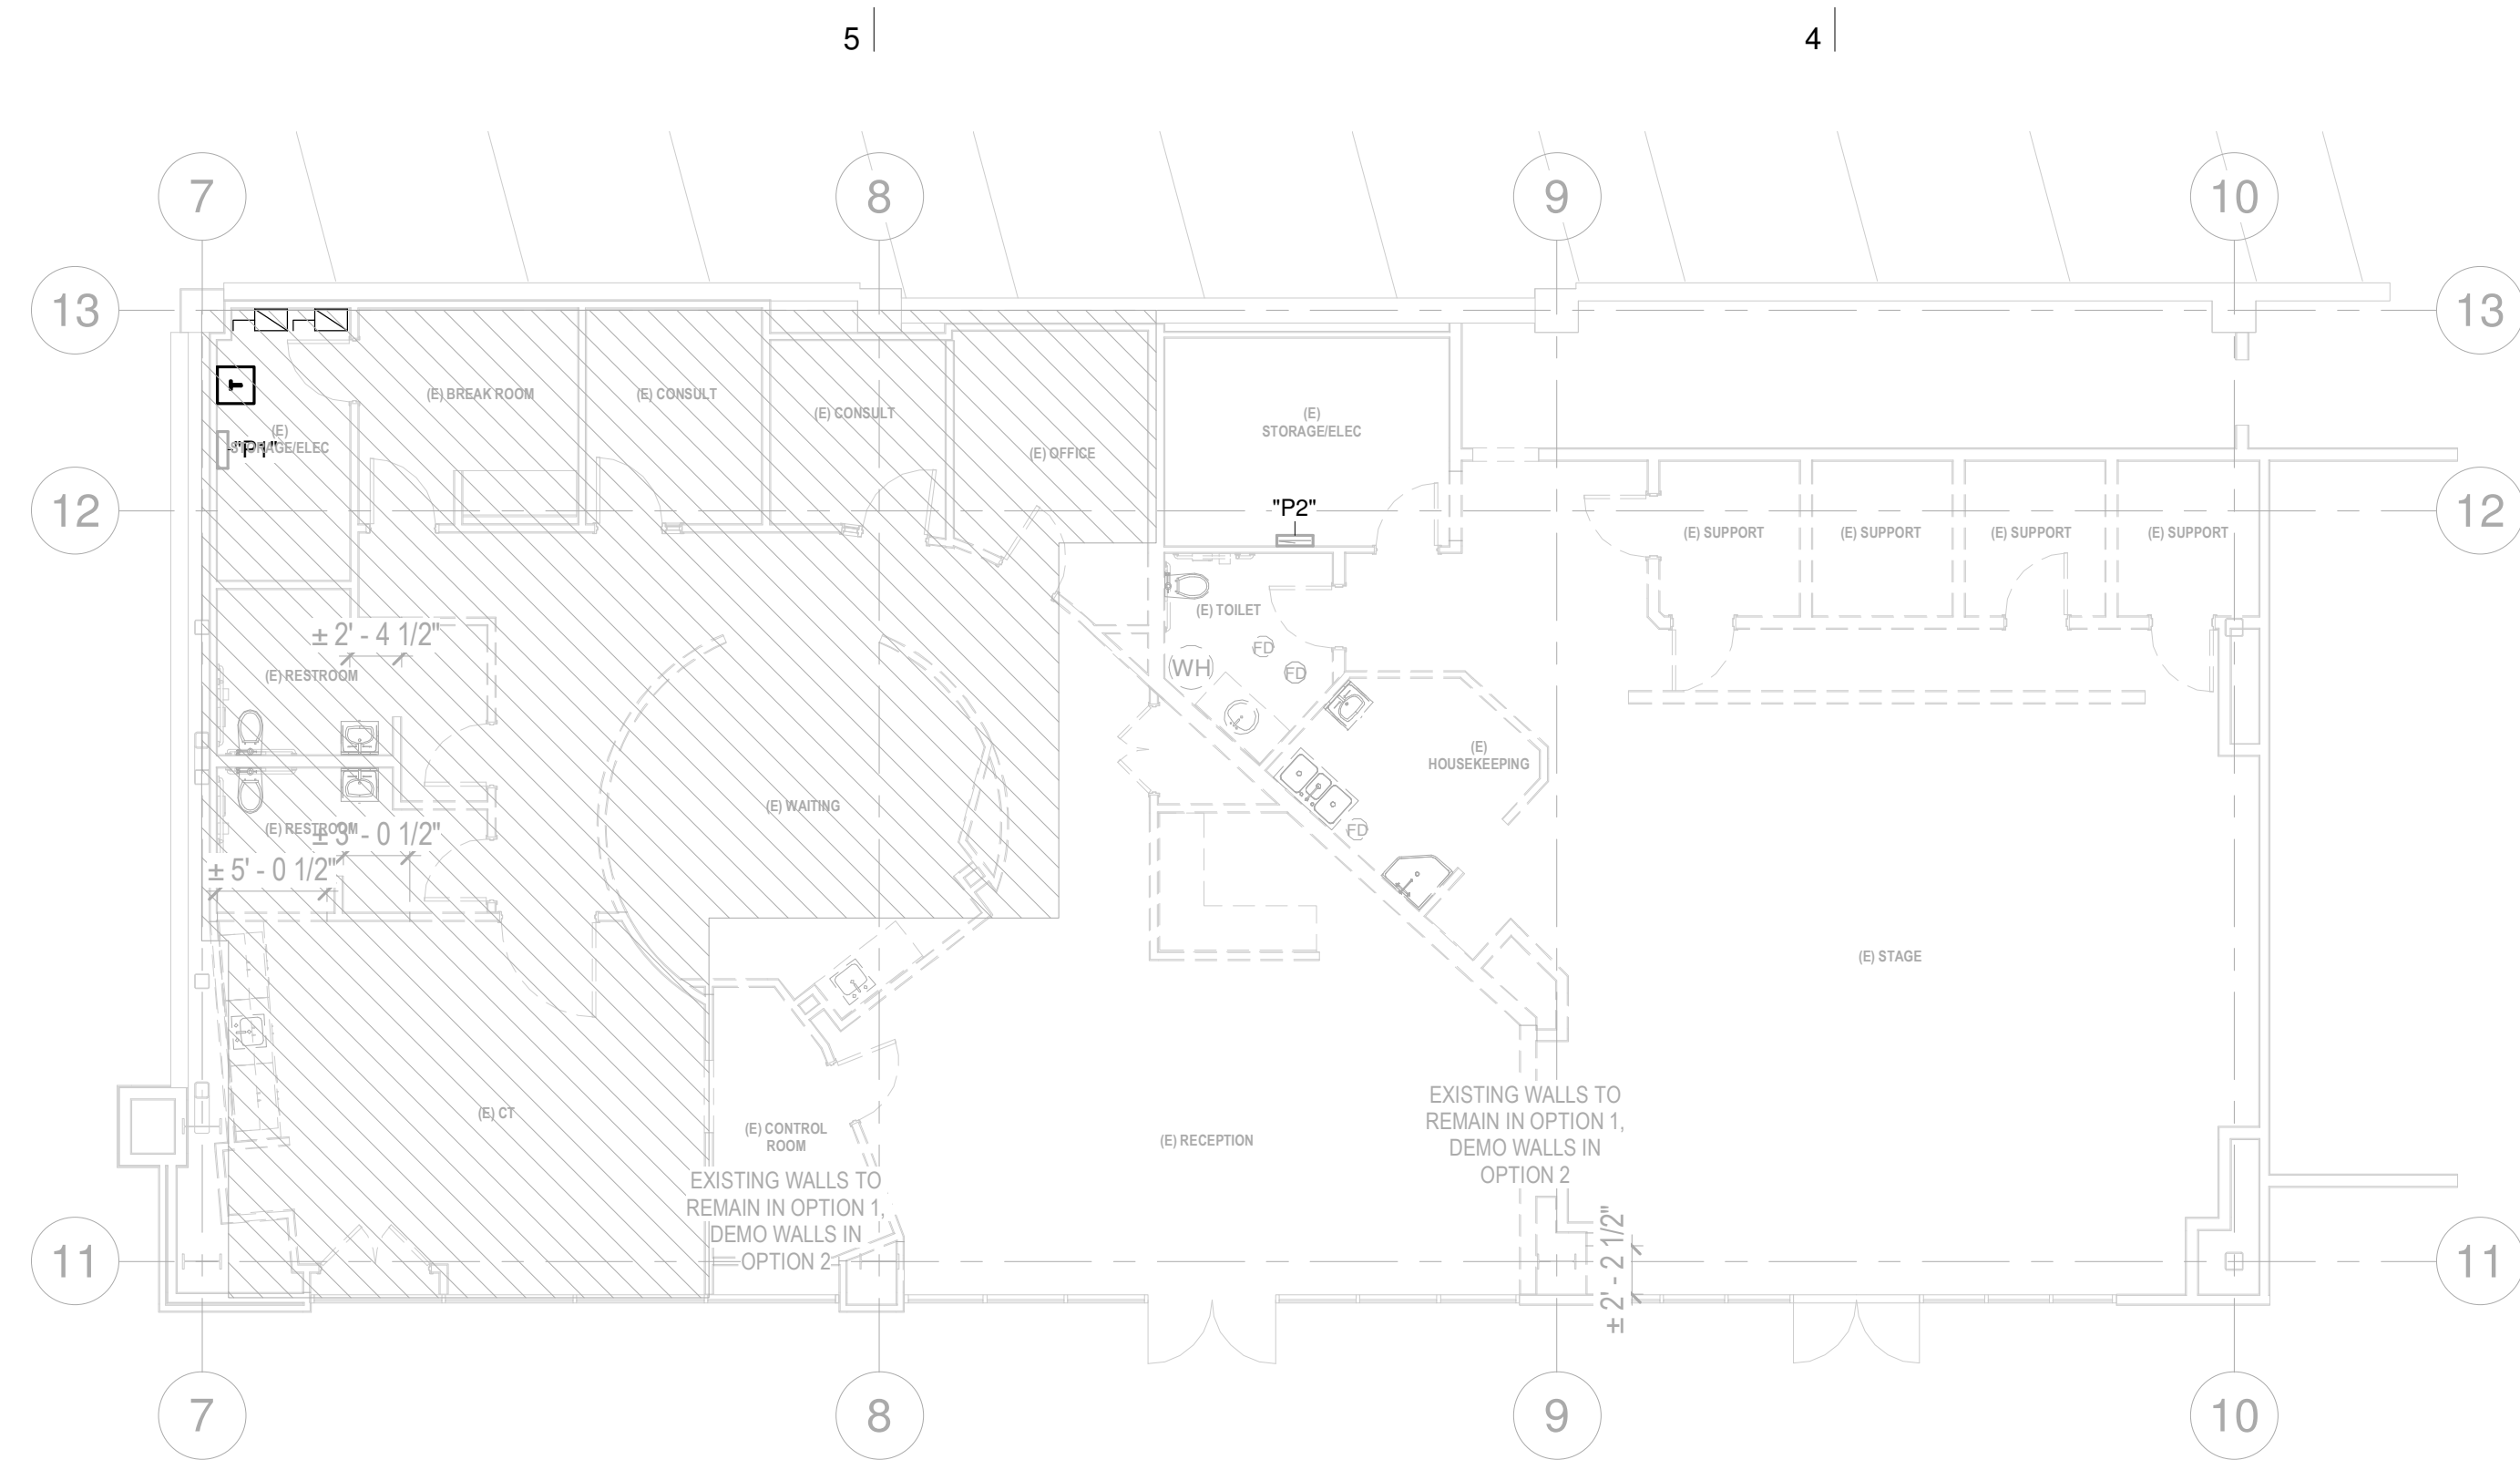 5
4
7
8
9
10
13
13
(E) BREAK ROOM
(E) CONSULT
(E) CONSULT
(E)
STORAGE/ELEC
T
"P1"
(E)
STORAGE/ELEC
(E) OFFICE
12
"P2"
12
(E) SUPPORT
(E) SUPPORT
(E) SUPPORT
(E) SUPPORT
(E) TOILET
± 2' - 4 1/2"
FD
WH
FD
(E) RESTROOM
(E)
HOUSEKEEPING
(E) WAITING
(E) RESTROOM
± 3' - 0 1/2"
FD
± 5' - 0 1/2"
(E) STAGE
(E) CT
(E) CONTROL
ROOM
(E) RECEPTION
EXISTING WALLS TO
REMAIN IN OPTION 1,
DEMO WALLS IN
OPTION 2
EXISTING WALLS TO
REMAIN IN OPTION 1,
DEMO WALLS IN
OPTION 2
± 2' - 2 1/2"
11
11
7
8
9
10